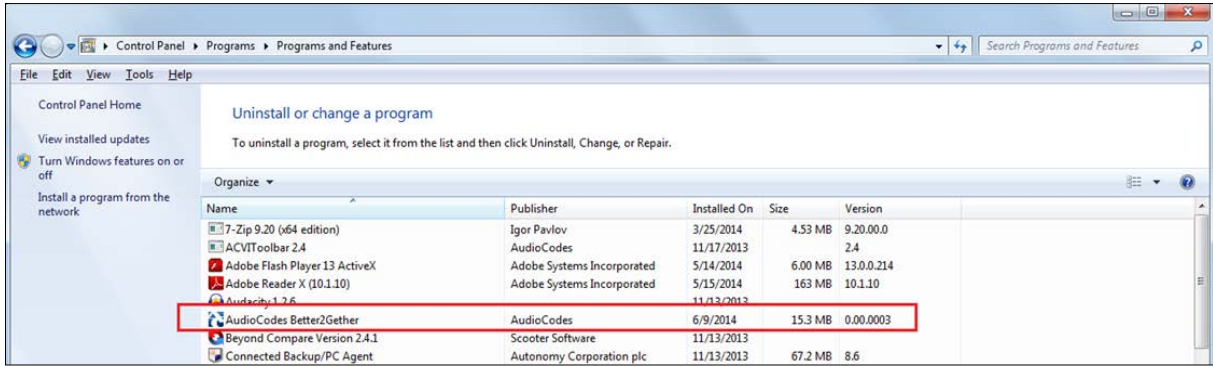 Control Panel Programs Programs and Features Search Programs and Features
File Edit View Tools Help
Control Panel Home
View installed updates
Turn Windows features on or
off
Install a program from the
network
Uninstall or change a program
To uninstall a program, select it from the list and then click Uninstall, Change, or Repair.
Organize
Name Publisher Installed On Size Version
7-Zip 9.20 (x64 edition) Igor Pavlov 3/25/2014 4.53 MB 9.20.00.0
ACVIToolbar 2.4 AudioCodes 11/17/2013 2.4
Adobe Flash Player 13 ActiveX Adobe Systems Incorporated 5/14/2014 6.00 MB 13.0.0.214
Adobe Reader X (10.1.10) Adobe Systems Incorporated 5/15/2014 163 MB 10.1.10
Audacity 1.2.6 11/13/2013
AudioCodes Better2Gether AudioCodes 6/9/2014 15.3 MB 0.00.0003
Beyond Compare Version 2.4.1 Scooter Software 11/13/2013
Connected Backup/PC Agent Autonomy Corporation plc 11/13/2013 67.2 MB 8.6